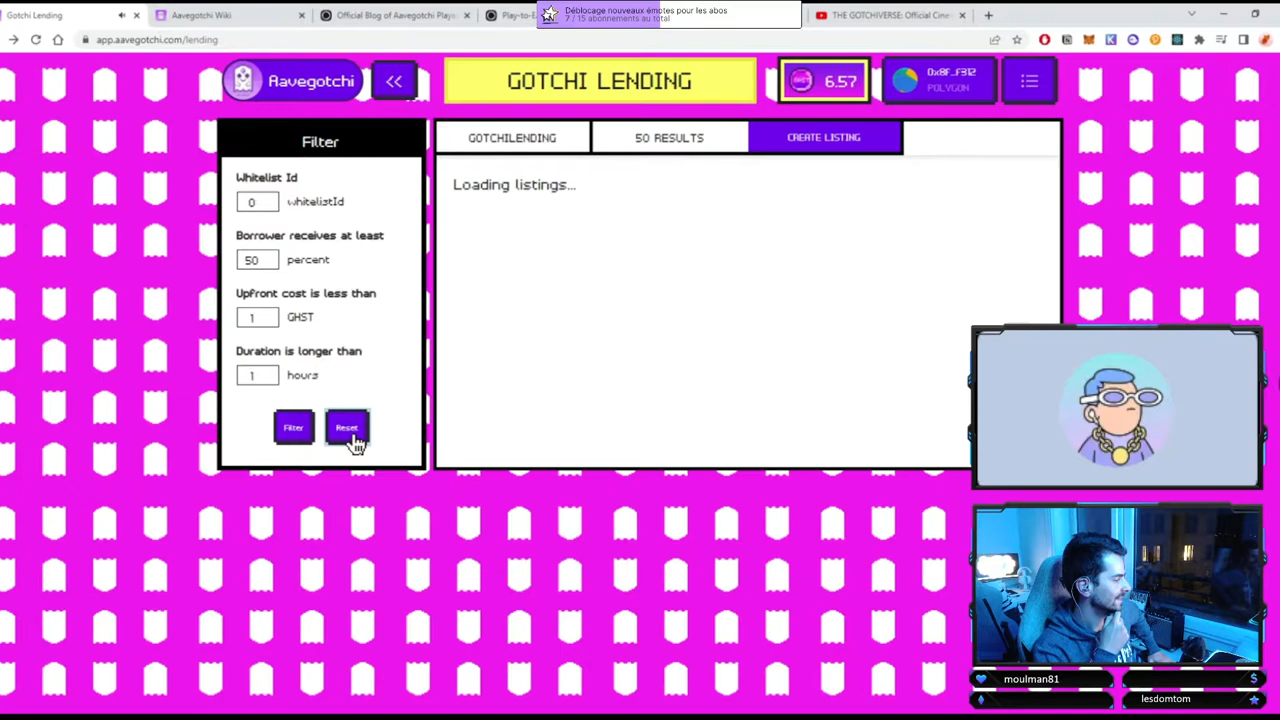 Gotchi Lending
Aavegotchi Wiki
Official Blog of Aavegotchi Plays
Play-to-E
Déblocage nouveaux émotes pour les abos
7 / 15 abonnements au total
THE GOTCHIVERSE: Official Cine
app.aavegotchi.com/lending
Aavegotchi
<<
GOTCHI LENDING
6.57
0x8F_F312
POLYGON
Filter
GOTCHILENDING
50 RESULTS
CREATE LISTING
Loading listings...
Whitelist Id
0
whitelistId
Borrower receives at least
50
percent
Upfront cost is less than
1
GHST
Duration is longer than
1
hours
Filter
Reset
moulman81
lesdomtom